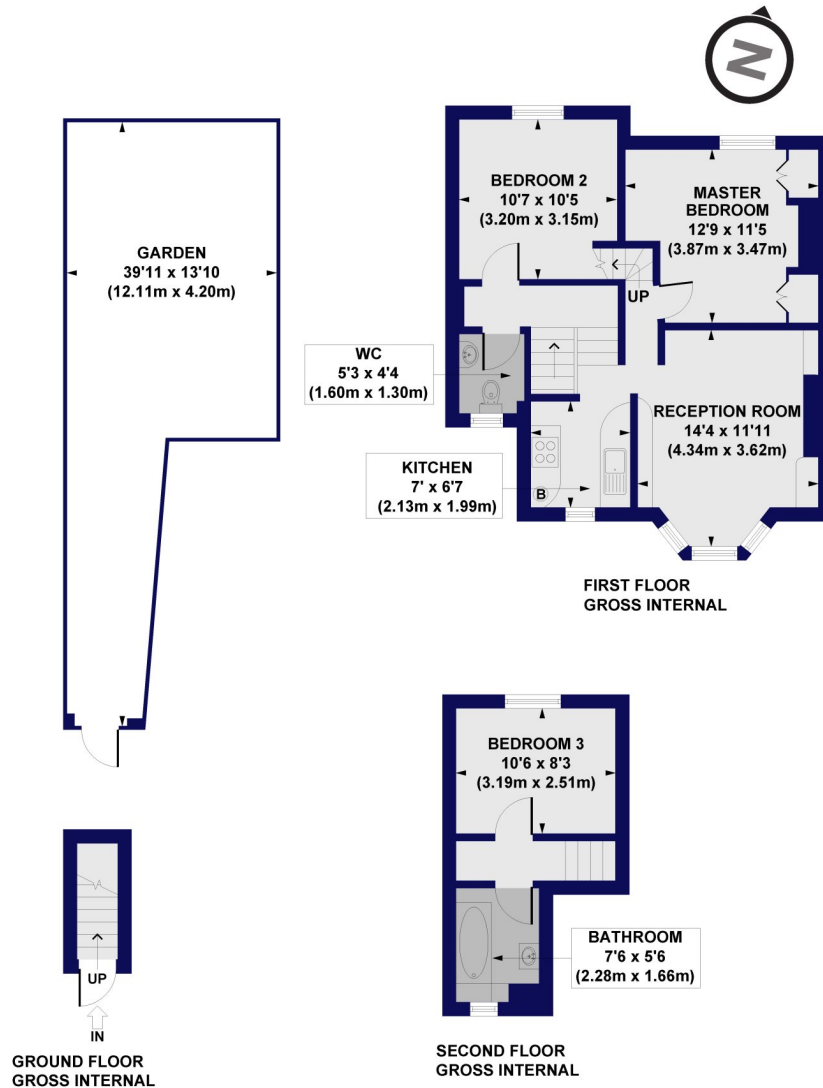 N
GARDEN
39'11 x 13'10
(12.11m x 4.20m)
BEDROOM 2
10'7 x 10'5
(3.20m x 3.15m)
MASTER
BEDROOM
12'9 x 11'5
(3.87m x 3.47m)
UP
WC
5'3 x 4'4
(1.60m x 1.30m)
RECEPTION ROOM
14'4 x 11'11
(4.34m x 3.62m)
KITCHEN
7' x 6'7
(2.13m x 1.99m)
B
FIRST FLOOR
GROSS INTERNAL
BEDROOM 3
10'6 x 8'3
(3.19m x 2.51m)
BATHROOM
7'6 x 5'6
(2.28m x 1.66m)
UP
IN
GROUND FLOOR
GROSS INTERNAL
SECOND FLOOR
GROSS INTERNAL